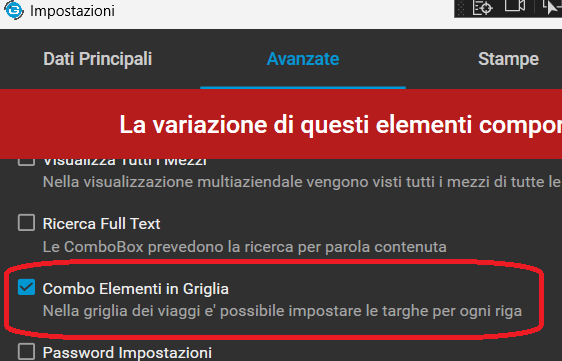 Impostazioni
Dati Principali Avanzate Stampe
La variazione di questi elementi compor
Visualizza Tutti i Mezzi
Nella visualizzazione multiaziendale vengono visti tutti i mezzi di tutte le
Ricerca Full Text
Le ComboBox prevedono la ricerca per parola contenuta
Combo Elementi in Griglia
Nella griglia dei viaggi e' possibile impostare le targhe per ogni riga
Password Impostazioni